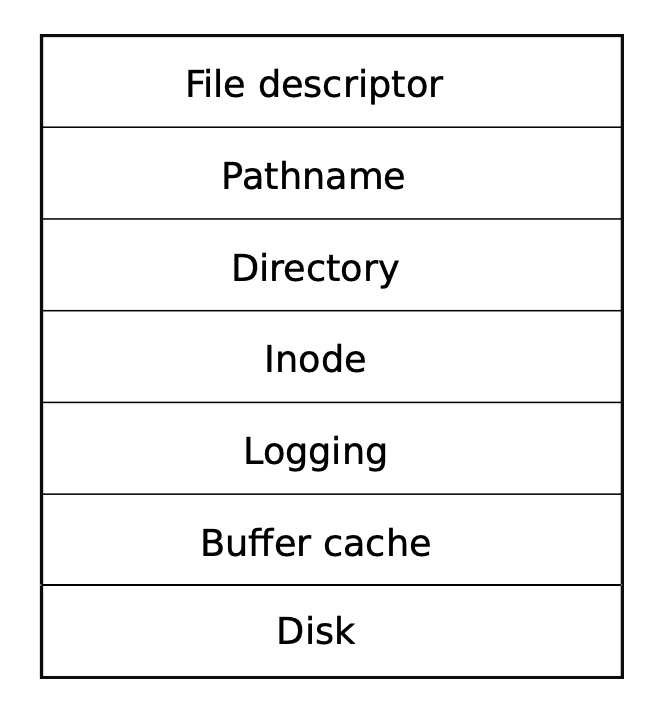 File descriptor
Pathname
Directory
Inode
Logging
Buffer cache
Disk